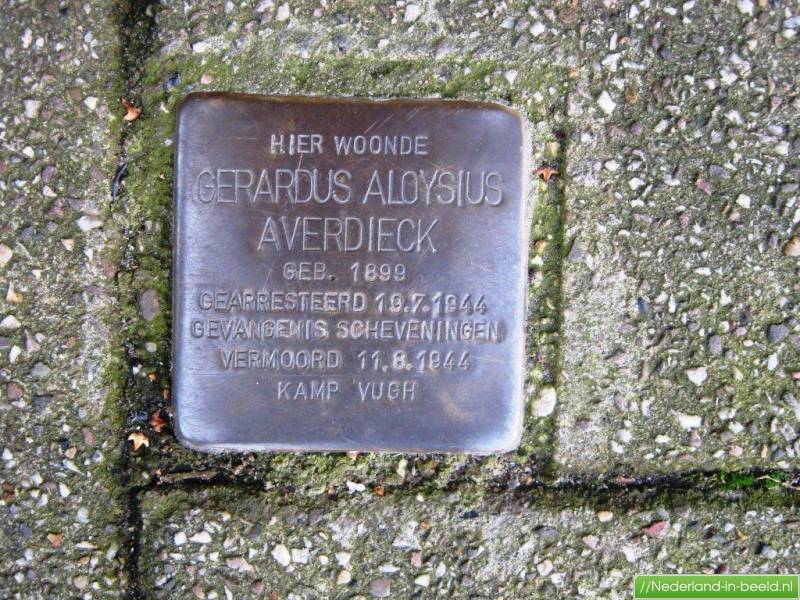 HIER WOONDE
GERARDUS ALOYSIUS
AVERDIECK
GEB. 1899
GEARRESTEERD 19.7.1944
GEVANGENIS SCHEVENINGEN
VERMOORD 11.8.1944
KAMP VUGH
//Nederland-in-beeld.nl